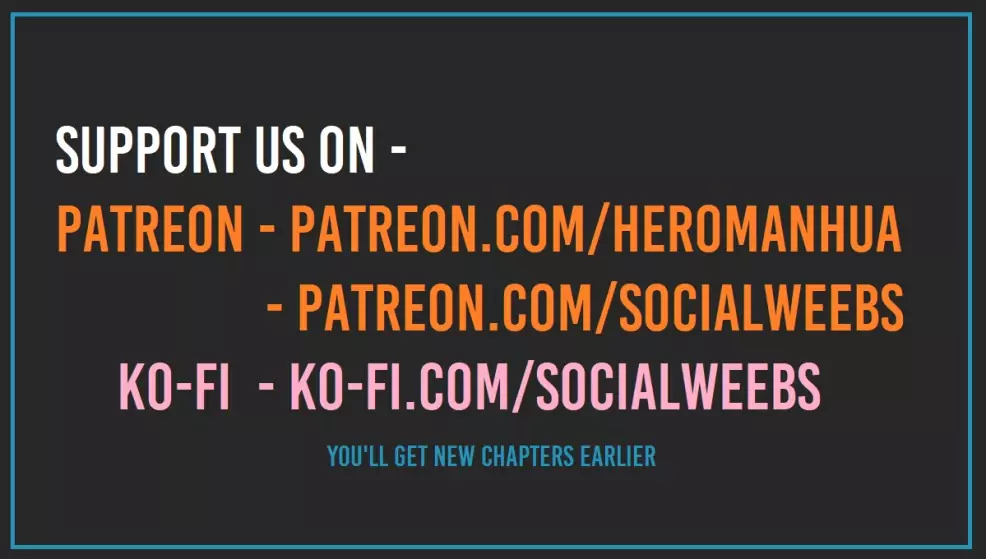 SUPPORT US ON -
PATREON - PATREON.COM/HEROMANHUA
- PATREON.COM/SOCIALWEEBS
KO-FI - KO-FI.COM/SOCIALWEEBS
YOU'LL GET NEW CHAPTERS EARLIER